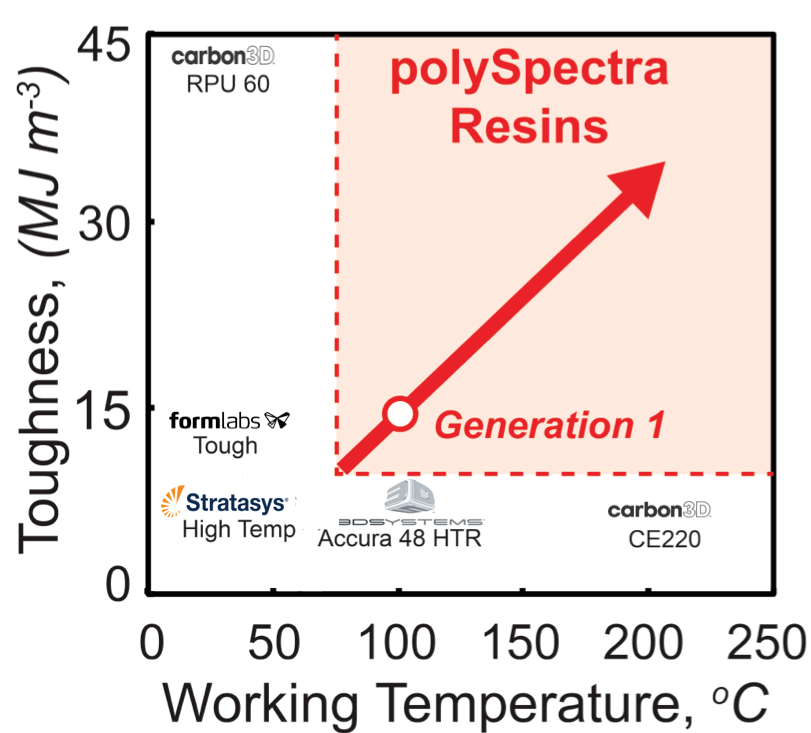 45
30
15
0
Toughness, (MJ m⁻³)
carbon3D
RPU 60
polySpectra
Resins
Generation 1
formlabs
Tough
Stratasys
High Temp
3D
3DSYSTEMS
Accura 48 HTR
carbon3D
CE220
0 50 100 150 200 250
Working Temperature, °C